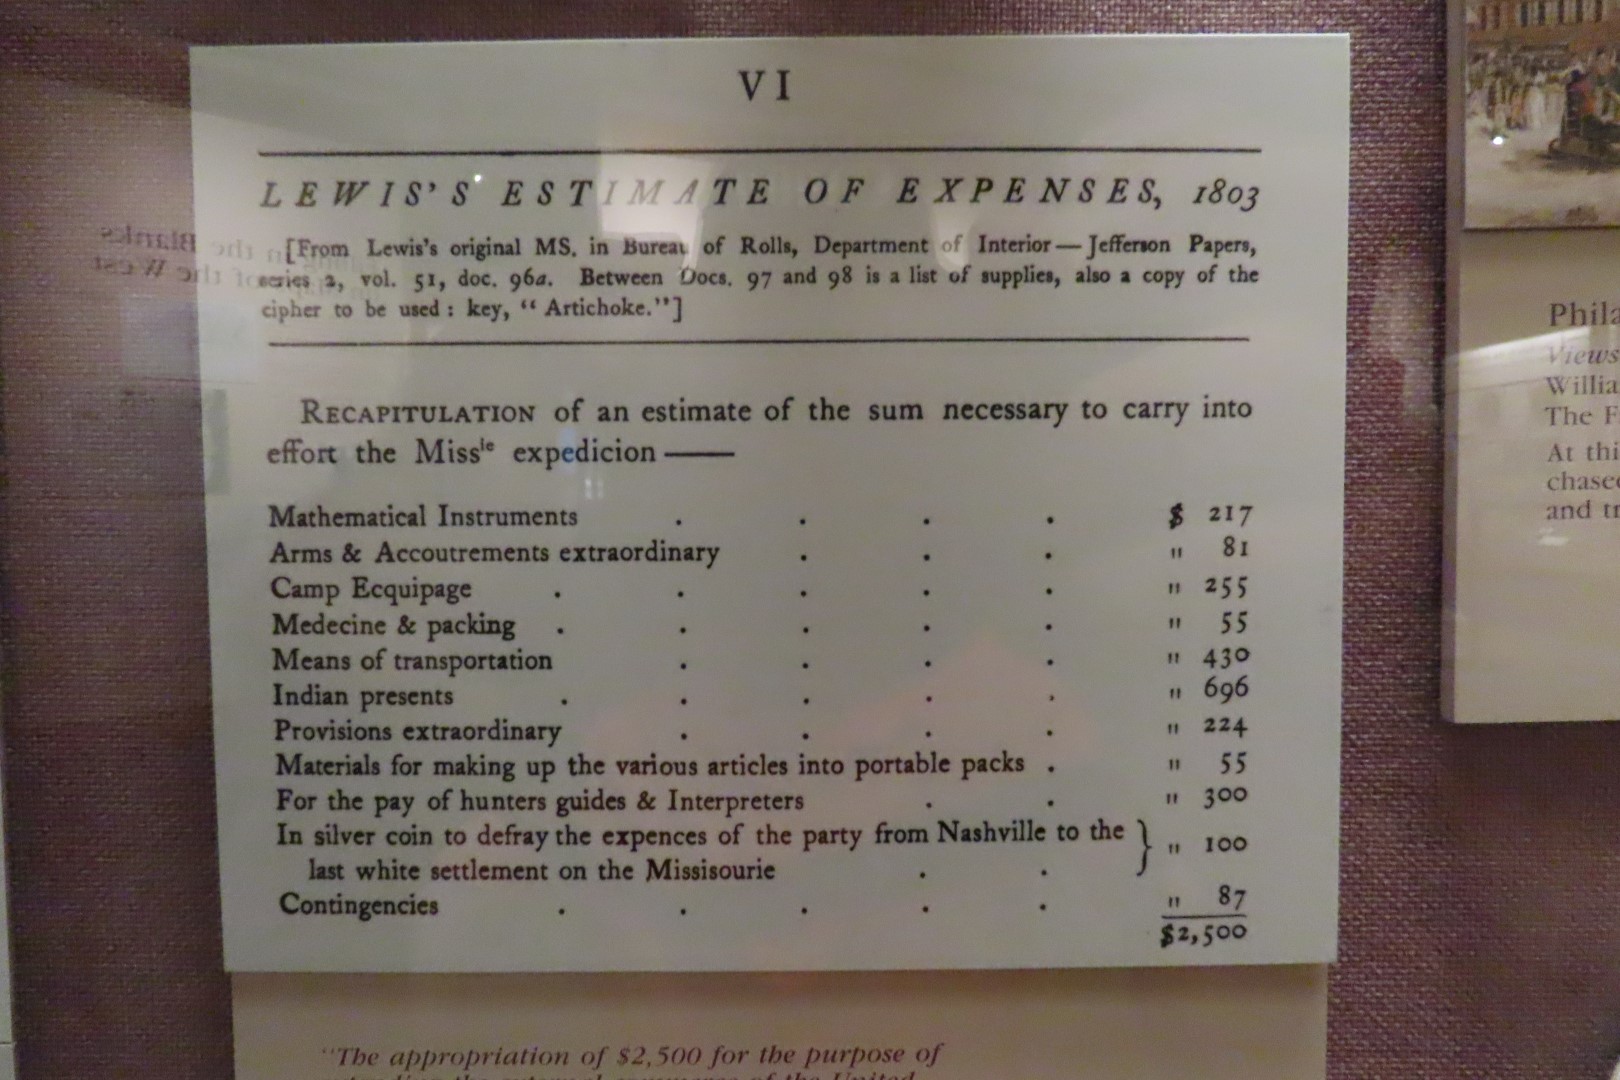 VI
LEWIS'S ESTIMATE OF EXPENSES, 1803
[From Lewis's original MS. in Bureau of Rolls, Department of Interior — Jefferson Papers,
series 2, vol. 51, doc. 96a. Between Docs. 97 and 98 is a list of supplies, also a copy of the
cipher to be used: key, "Artichoke."]
RECAPITULATION of an estimate of the sum necessary to carry into
effort the Missle expedicion ——
Mathematical Instruments . . . . $ 217
Arms & Accoutrements extraordinary . . . " 81
Camp Ecquipage . . . . . " 255
Medecine & packing . . . . . " 55
Means of transportation . . . . " 430
Indian presents . . . . . " 696
Provisions extraordinary . . . . " 224
Materials for making up the various articles into portable packs . " 55
For the pay of hunters guides & Interpreters . . " 300
In silver coin to defray the expences of the party from Nashville to the
last white settlement on the Missisourie . . } " 100
Contingencies . . . . . " 87
$2,500
"The appropriation of $2,500 for the purpose of
the external commerce of the United
Views
The
At
and